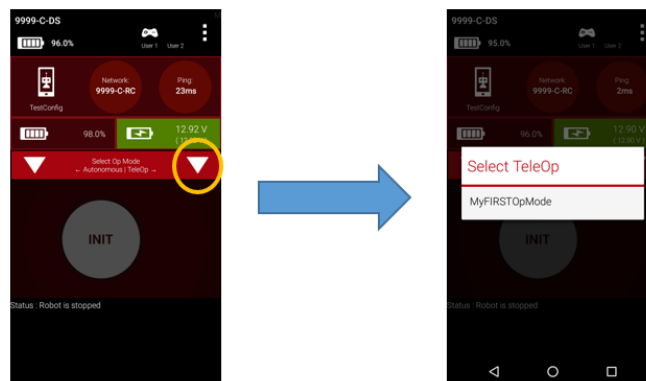 9999-C-DS
96.0%
User 1 User 2
Network:
9999-C-RC
Ping:
23ms
TestConfig
98.0%
12.92 V
Select Op Mode
← Autonomous | TeleOp →
INIT
Status : Robot is stopped
9999-C-DS
95.0%
User 1 User 2
Network:
9999-C-RC
Ping:
2ms
TestConfig
96.0%
12.90 V
( 12.90 V )
Select TeleOp
MyFIRSTOpMode
INIT
Status : Robot is stopped